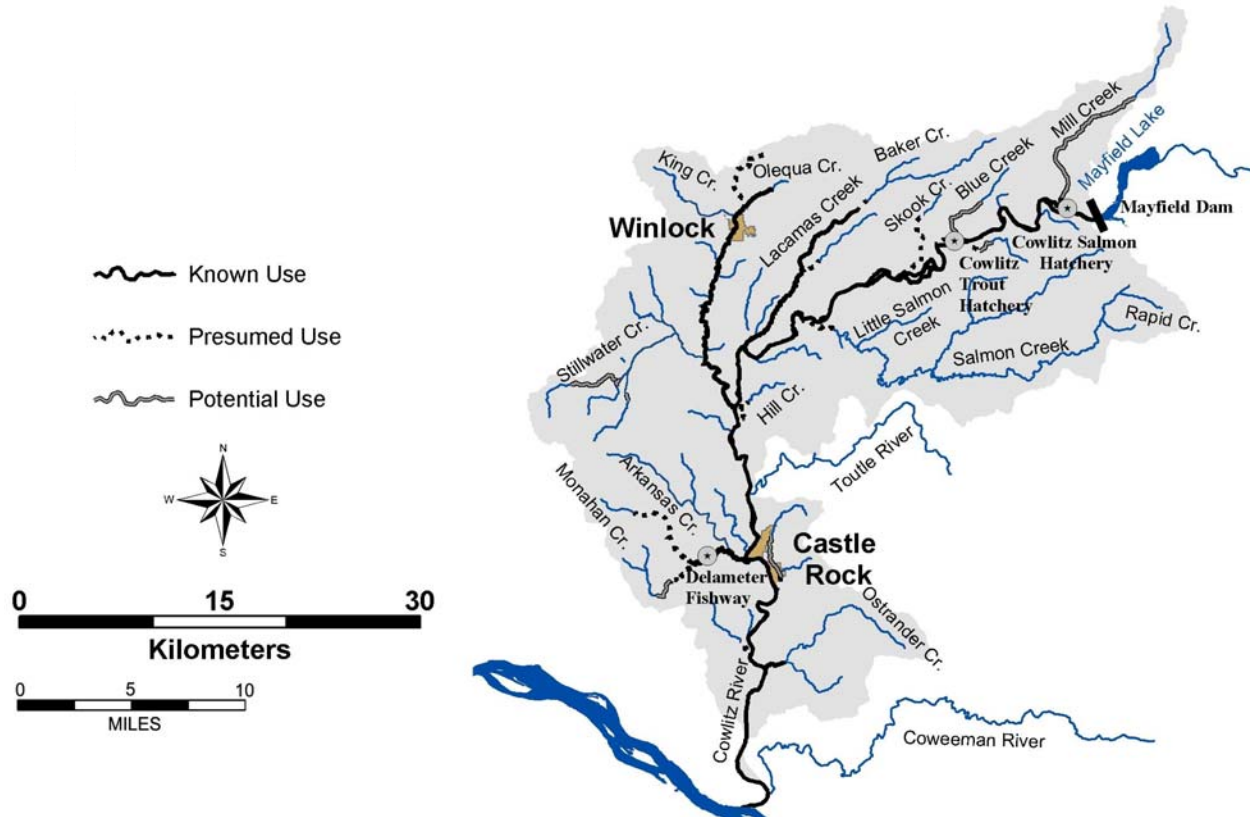 Known Use
Presumed Use
Potential Use
N
W
E
S
0
15
30
Kilometers
0
5
10
MILES
King Cr.
Olequa Cr.
Winlock
Lacamas Creek
Baker Cr.
Skook Cr.
Blue Creek
Mill Creek
Mayfield Lake
Mayfield Dam
Cowlitz Salmon
Hatchery
Cowlitz
Trout
Hatchery
Little Salmon
Creek
Salmon Creek
Rapid Cr.
Stillwater Cr.
Hill Cr.
Toutle River
Arkansas Cr.
Monahan Cr.
Castle
Rock
Delameter
Fishway
Ostrander Cr.
Cowlitz River
Coweeman River